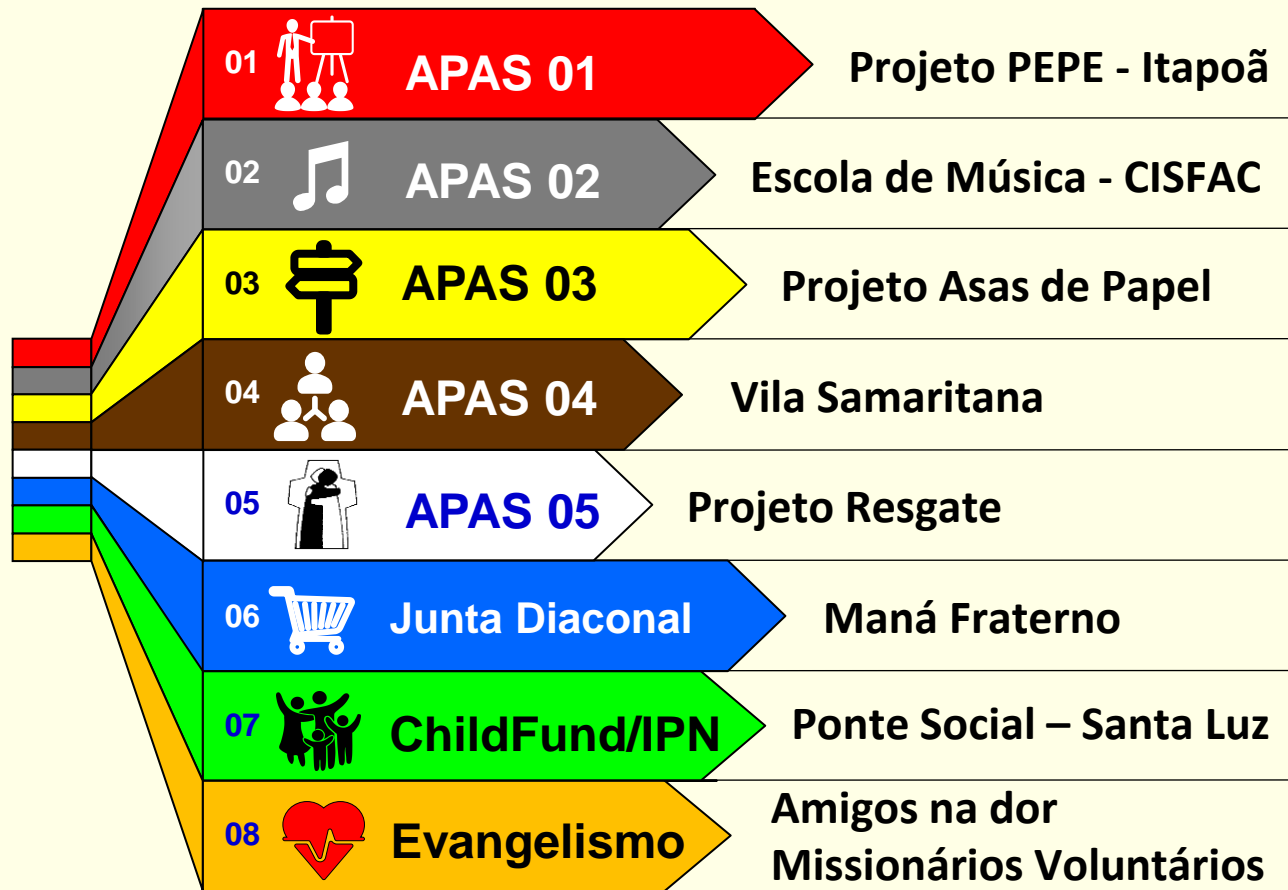 01 APAS 01 Projeto PEPE - Itapoã
02 APAS 02 Escola de Música - CISFAC
03 APAS 03 Projeto Asas de Papel
04 APAS 04 Vila Samaritana
05 APAS 05 Projeto Resgate
06 Junta Diaconal Maná Fraterno
07 ChildFund/IPN Ponte Social – Santa Luz
08 Evangelismo Amigos na dor
Missionários Voluntários